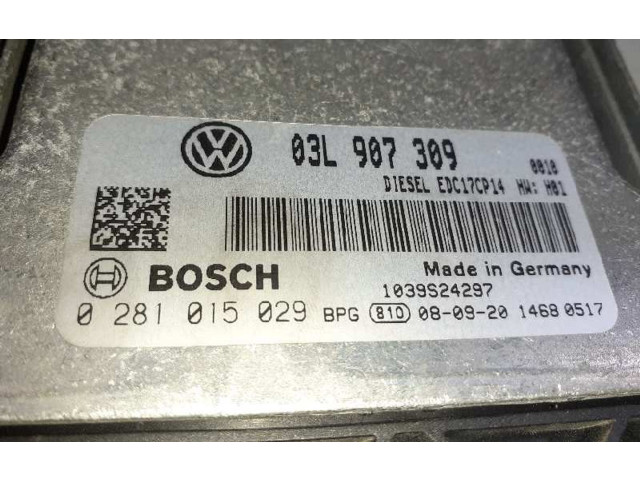 03L 907 309 0010
DIESEL EDC17CP14 HW: H01
BOSCH Made in Germany
1039S24297
0 281 015 029 BPG 810 08-09-20 1468 0517